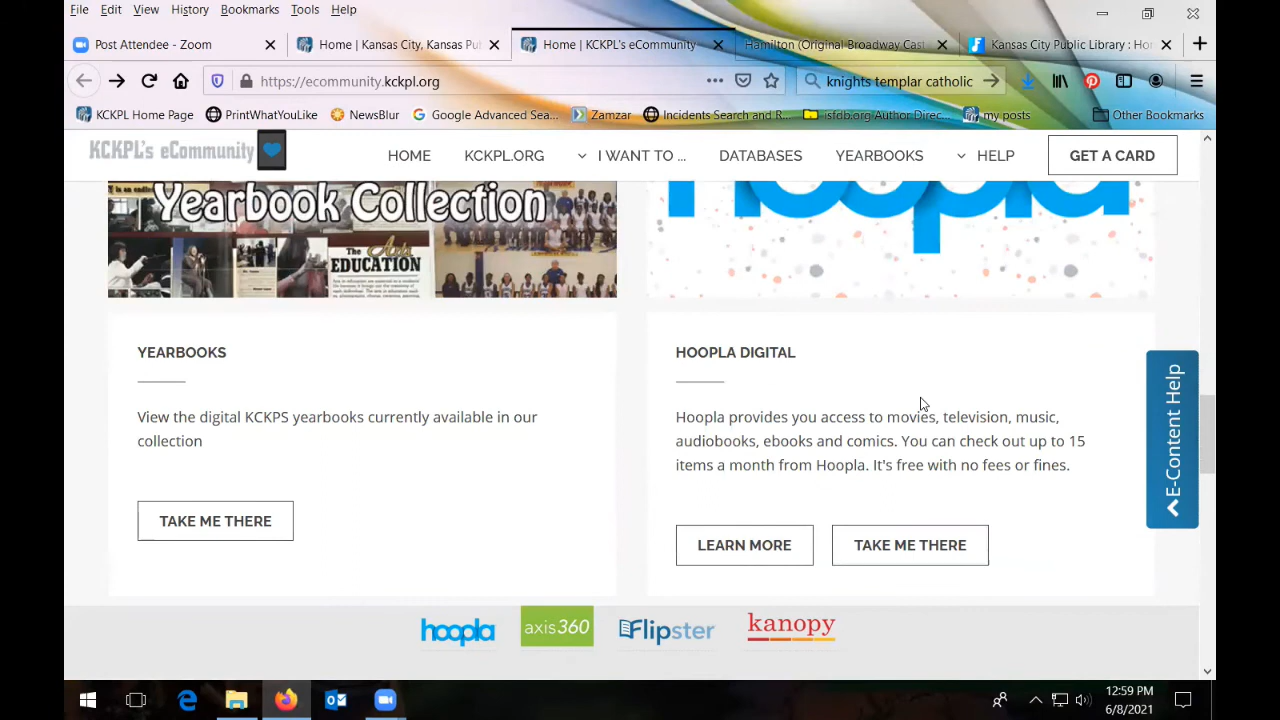 File Edit View History Bookmarks Tools Help
Post Attendee - Zoom
Home | Kansas City, Kansas Pu
Home | KCKPL's eCommunity
Hamilton (Original Broadway Cast
Kansas City Public Library : Ho
https://ecommunity.kckpl.org
knights templar catholic
KCKPL Home Page
PrintWhatYouLike
NewsBlur
Google Advanced Sea...
Zamzar
Incidents Search and R...
isfdb.org Author Direc...
my posts
Other Bookmarks
KCKPL's eCommunity
HOME
KCKPL.ORG
I WANT TO ...
DATABASES
YEARBOOKS
HELP
GET A CARD
Yearbook Collection
The Arts
EDUCATION
Hoopla
YEARBOOKS
View the digital KCKPS yearbooks currently available in our
collection
TAKE ME THERE
HOOPLA DIGITAL
Hoopla provides you access to movies, television, music,
audiobooks, ebooks and comics. You can check out up to 15
items a month from Hoopla. It's free with no fees or fines.
LEARN MORE
TAKE ME THERE
E-Content Help
hoopla
axis360
Flipster
kanopy
12:59 PM
6/8/2021